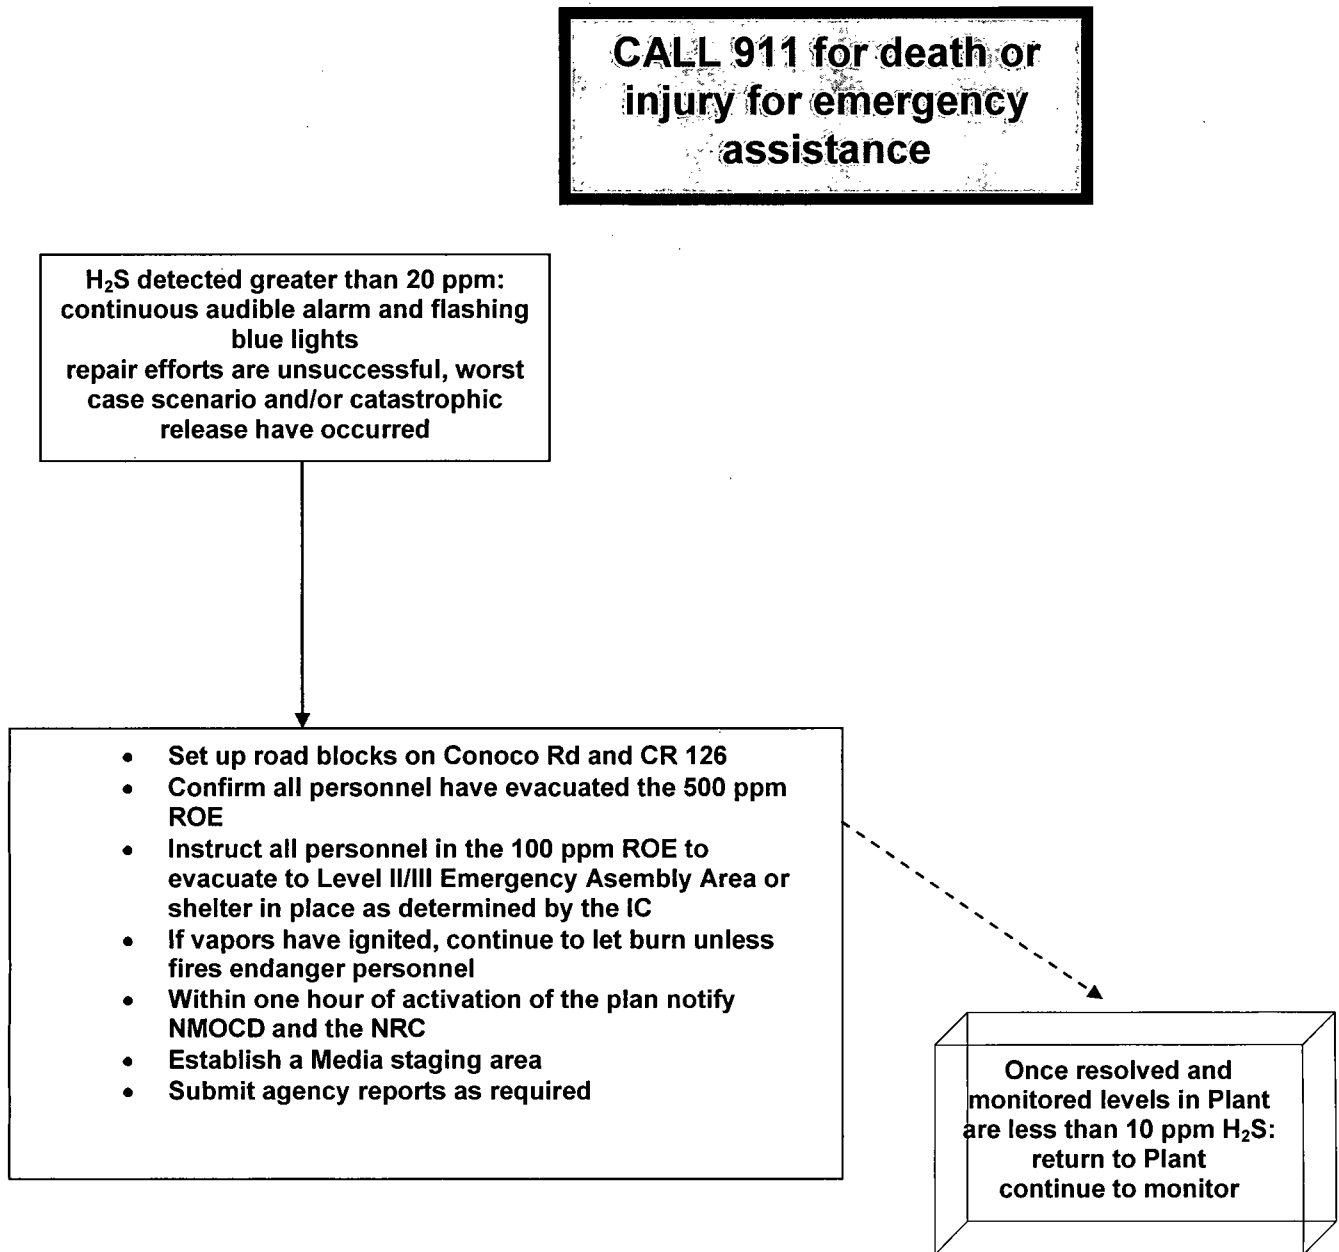 CALL 911 for death or
injury for emergency
assistance
H₂S detected greater than 20 ppm:
continuous audible alarm and flashing
blue lights
repair efforts are unsuccessful, worst
case scenario and/or catastrophic
release have occurred
• Set up road blocks on Conoco Rd and CR 126
• Confirm all personnel have evacuated the 500 ppm
ROE
• Instruct all personnel in the 100 ppm ROE to
evacuate to Level II/III Emergency Asembly Area or
shelter in place as determined by the IC
• If vapors have ignited, continue to let burn unless
fires endanger personnel
• Within one hour of activation of the plan notify
NMOCD and the NRC
• Establish a Media staging area
• Submit agency reports as required
Once resolved and
monitored levels in Plant
are less than 10 ppm H₂S:
return to Plant
continue to monitor